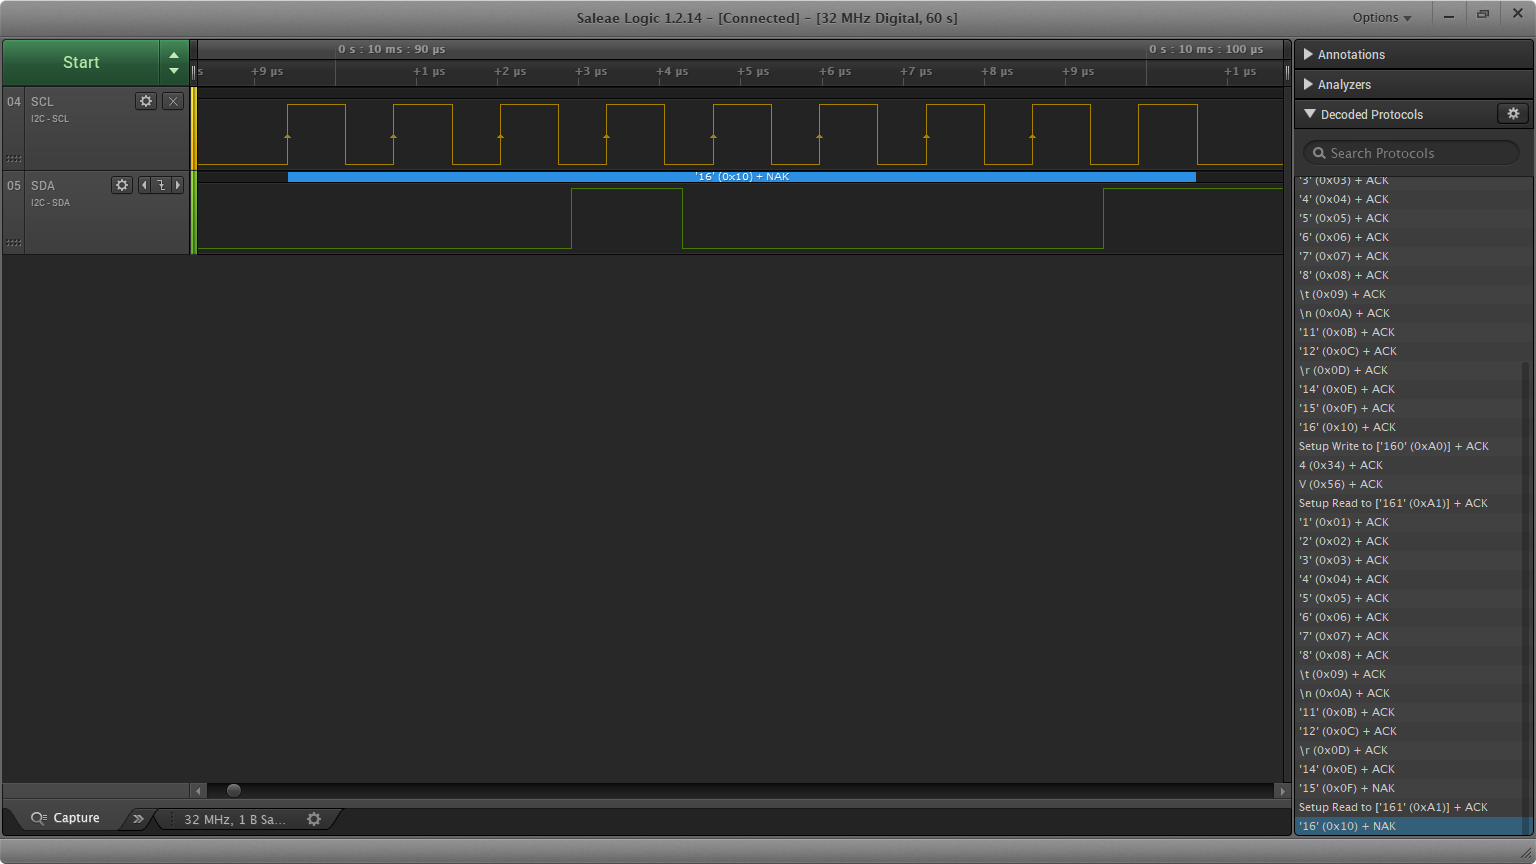 Saleae Logic 1.2.14 - [Connected] - [32 MHz Digital, 60 s]
Options
Start
0 s : 10 ms : 90 µs
0 s : 10 ms : 100 µs
s
+9 µs
+1 µs
+2 µs
+3 µs
+4 µs
+5 µs
+6 µs
+7 µs
+8 µs
+9 µs
+1 µs
04 SCL
I2C - SCL
'16' (0x10) + NAK
05 SDA
I2C - SDA
Capture
32 MHz, 1 B Sa...
Annotations
Analyzers
Decoded Protocols
Search Protocols
'3' (0x03) + ACK
'4' (0x04) + ACK
'5' (0x05) + ACK
'6' (0x06) + ACK
'7' (0x07) + ACK
'8' (0x08) + ACK
\t (0x09) + ACK
\n (0x0A) + ACK
'11' (0x0B) + ACK
'12' (0x0C) + ACK
\r (0x0D) + ACK
'14' (0x0E) + ACK
'15' (0x0F) + ACK
'16' (0x10) + ACK
Setup Write to ['160' (0xA0)] + ACK
4 (0x34) + ACK
V (0x56) + ACK
Setup Read to ['161' (0xA1)] + ACK
'1' (0x01) + ACK
'2' (0x02) + ACK
'3' (0x03) + ACK
'4' (0x04) + ACK
'5' (0x05) + ACK
'6' (0x06) + ACK
'7' (0x07) + ACK
'8' (0x08) + ACK
\t (0x09) + ACK
\n (0x0A) + ACK
'11' (0x0B) + ACK
'12' (0x0C) + ACK
\r (0x0D) + ACK
'14' (0x0E) + ACK
'15' (0x0F) + NAK
Setup Read to ['161' (0xA1)] + ACK
'16' (0x10) + NAK